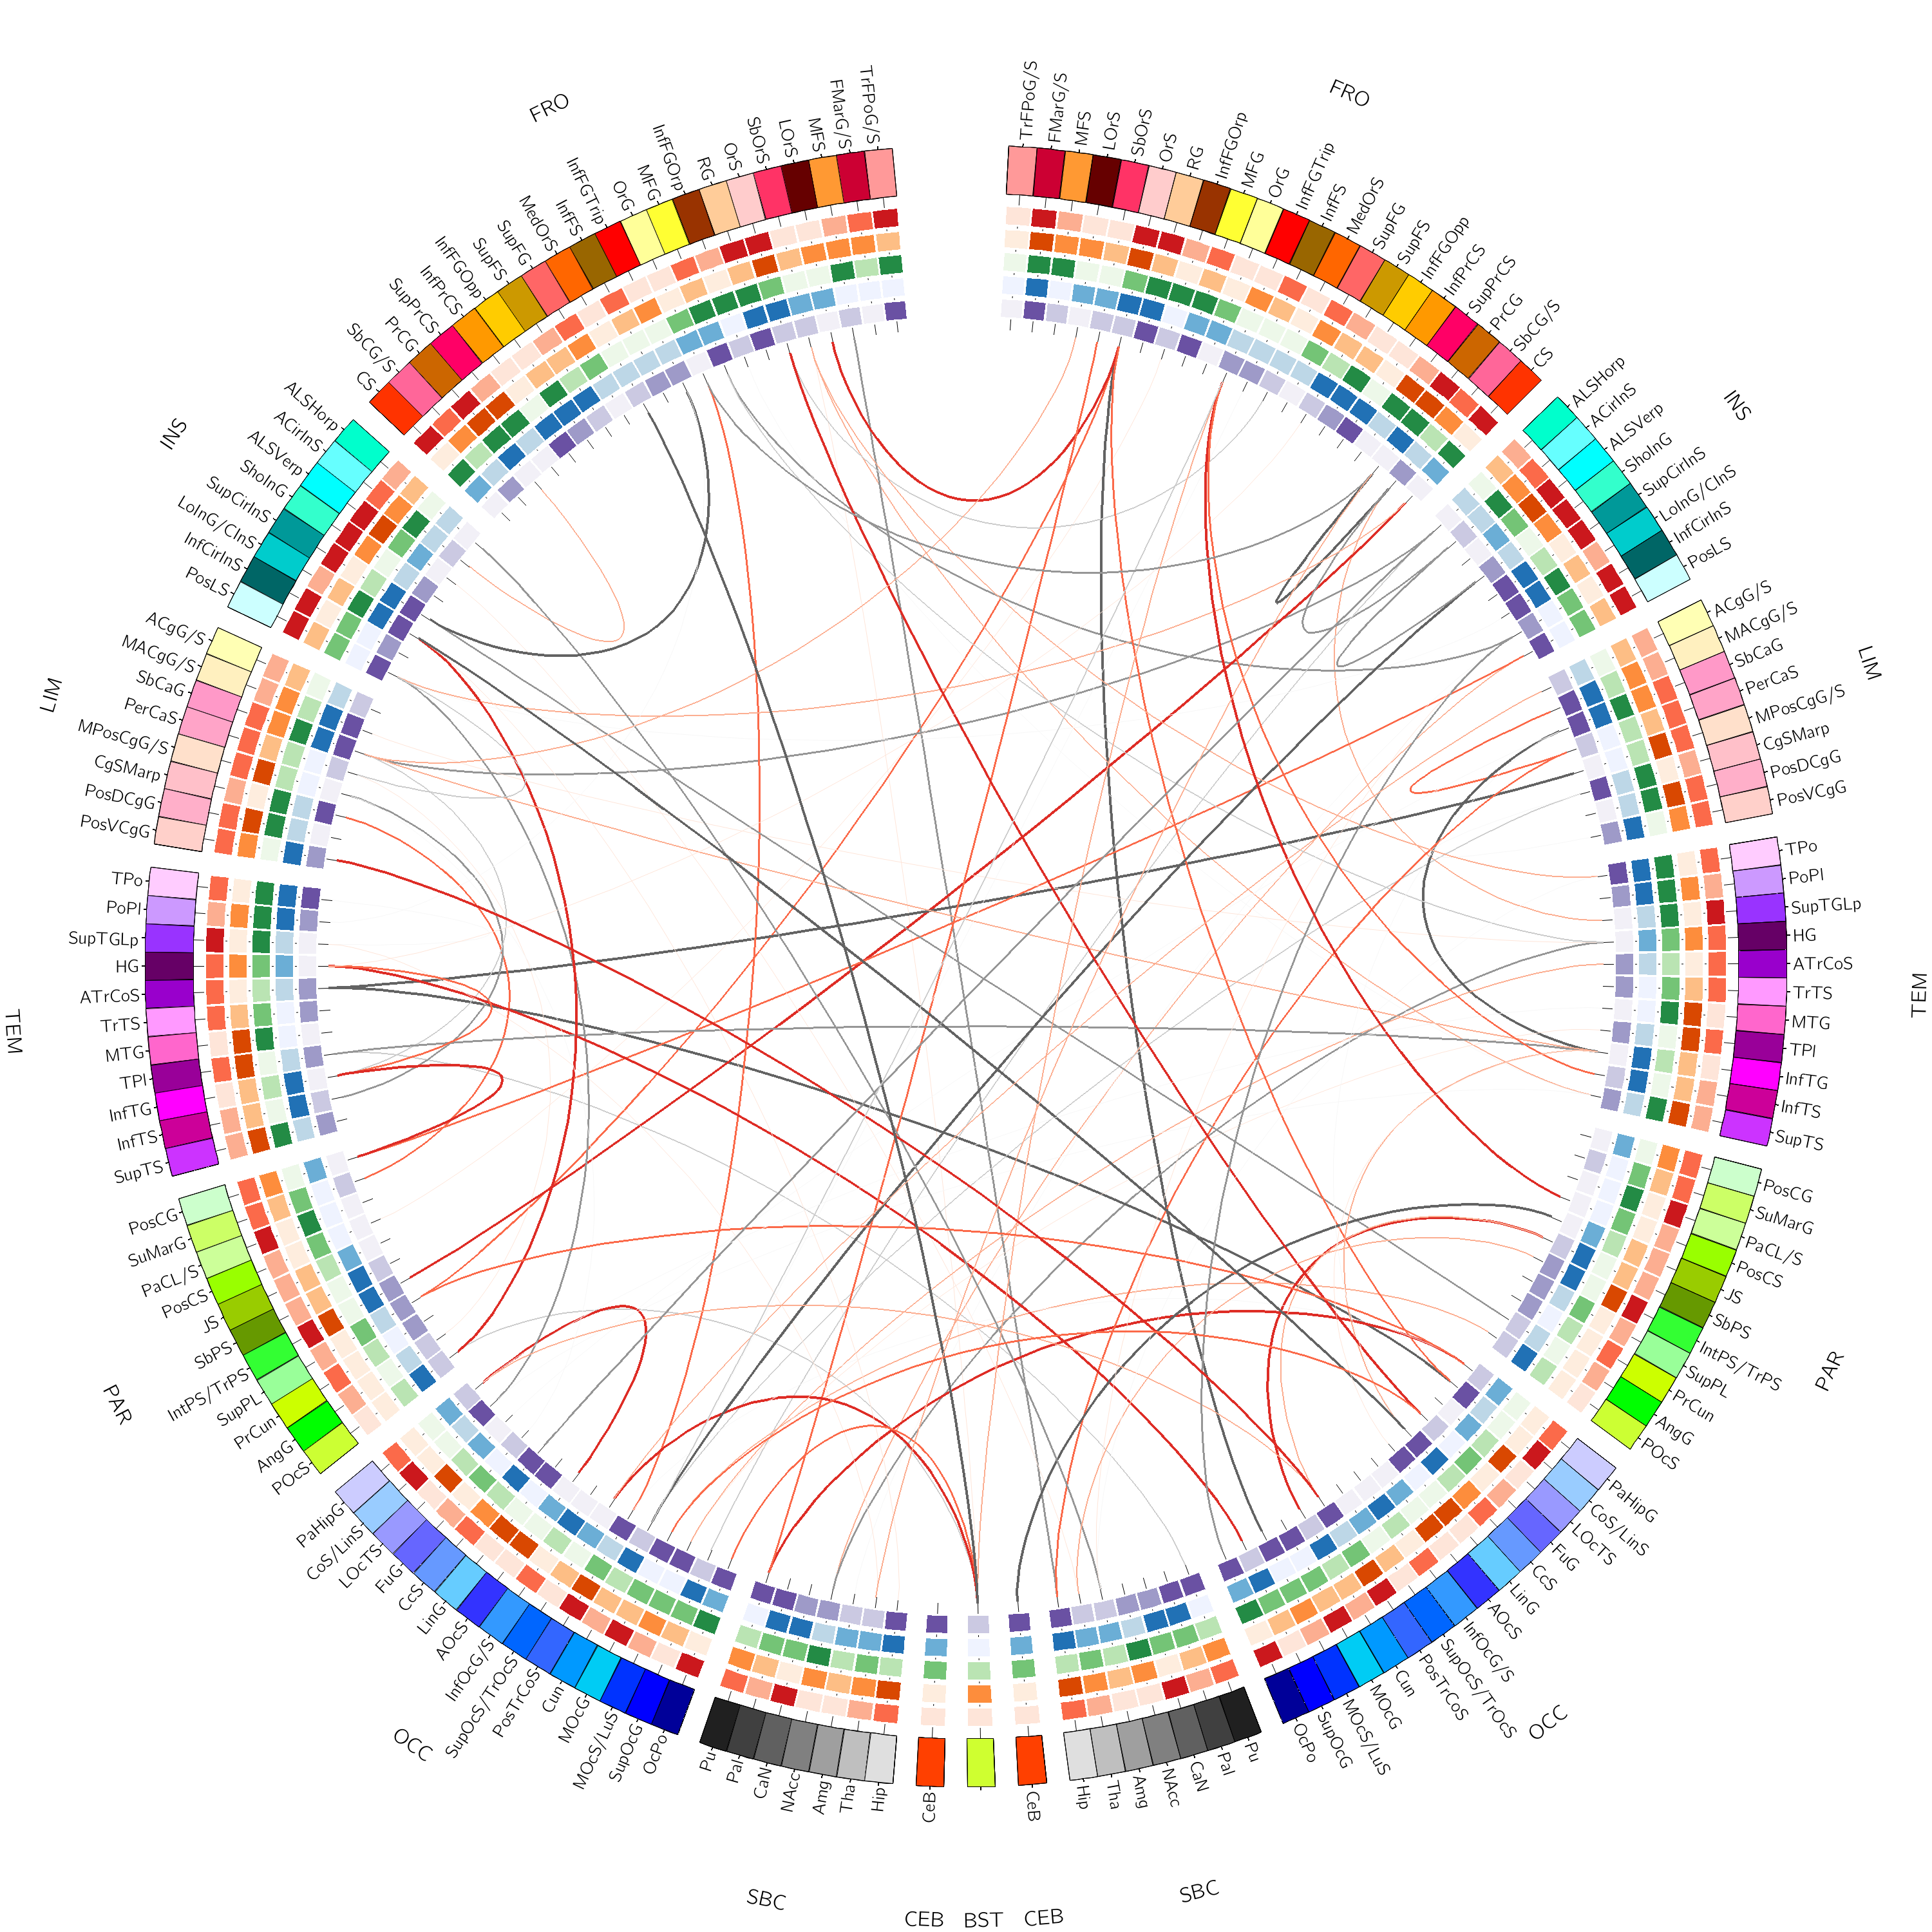 FRO
TrFPoG/S
FMarG/S
MFS
LOrS
SbOrS
OrS
RG
InfFGOrp
MFG
OrG
InfFGTrip
InfFS
MedOrS
SupFG
SupFS
InfFGOpp
InfPrCS
SupPrCS
PrCG
SbCG/S
CS
INS
ALSHorp
ACirInS
ALSVerp
ShoInG
SupCirInS
LoInG/CInS
InfCirInS
PosLS
LIM
ACgG/S
MACgG/S
SbCaG
PerCaS
MPosCgG/S
CgSMarp
PosDCgG
PosVCgG
TEM
TPo
PoPl
SupTGLp
HG
ATrCoS
TrTS
MTG
TPl
InfTG
InfTS
SupTS
PAR
PosCG
SuMarG
PaCL/S
PosCS
JS
SbPS
IntPS/TrPS
SupPL
PrCun
AngG
POcS
OCC
PaHipG
CoS/LinS
LOcTS
FuG
CcS
LinG
AOcS
InfOcG/S
SupOcS/TrOcS
PosTrCoS
Cun
MOcG
MOcS/LuS
SupOcG
OcPo
SBC
Pu
Pal
CaN
NAcc
Amg
Tha
Hip
CEB
CeB
BST
FRO
TrFPoG/S
FMarG/S
MFS
LOrS
SbOrS
OrS
RG
InfFGOrp
MFG
OrG
InfFGTrip
InfFS
MedOrS
SupFG
SupFS
InfFGOpp
InfPrCS
SupPrCS
PrCG
SbCG/S
CS
INS
ALSHorp
ACirInS
ALSVerp
ShoInG
SupCirInS
LoInG/CInS
InfCirInS
PosLS
LIM
ACgG/S
MACgG/S
SbCaG
PerCaS
MPosCgG/S
CgSMarp
PosDCgG
PosVCgG
TEM
TPo
PoPl
SupTGLp
HG
ATrCoS
TrTS
MTG
TPl
InfTG
InfTS
SupTS
PAR
PosCG
SuMarG
PaCL/S
PosCS
JS
SbPS
IntPS/TrPS
SupPL
PrCun
AngG
POcS
OCC
PaHipG
CoS/LinS
LOcTS
FuG
CcS
LinG
AOcS
InfOcG/S
SupOcS/TrOcS
PosTrCoS
Cun
MOcG
MOcS/LuS
SupOcG
OcPo
SBC
Pu
Pal
CaN
NAcc
Amg
Tha
Hip
CEB
CeB